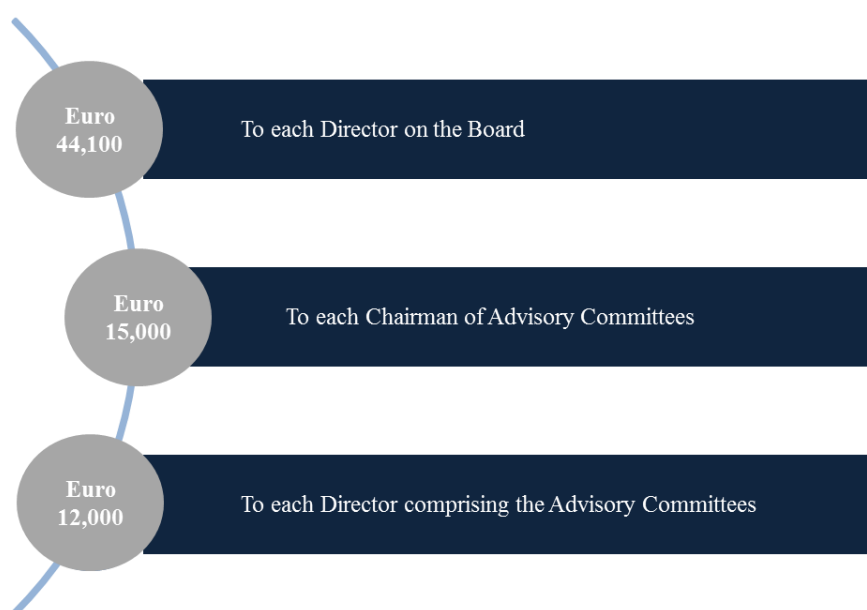 Euro
44,100
To each Director on the Board
Euro
15,000
To each Chairman of Advisory Committees
Euro
12,000
To each Director comprising the Advisory Committees